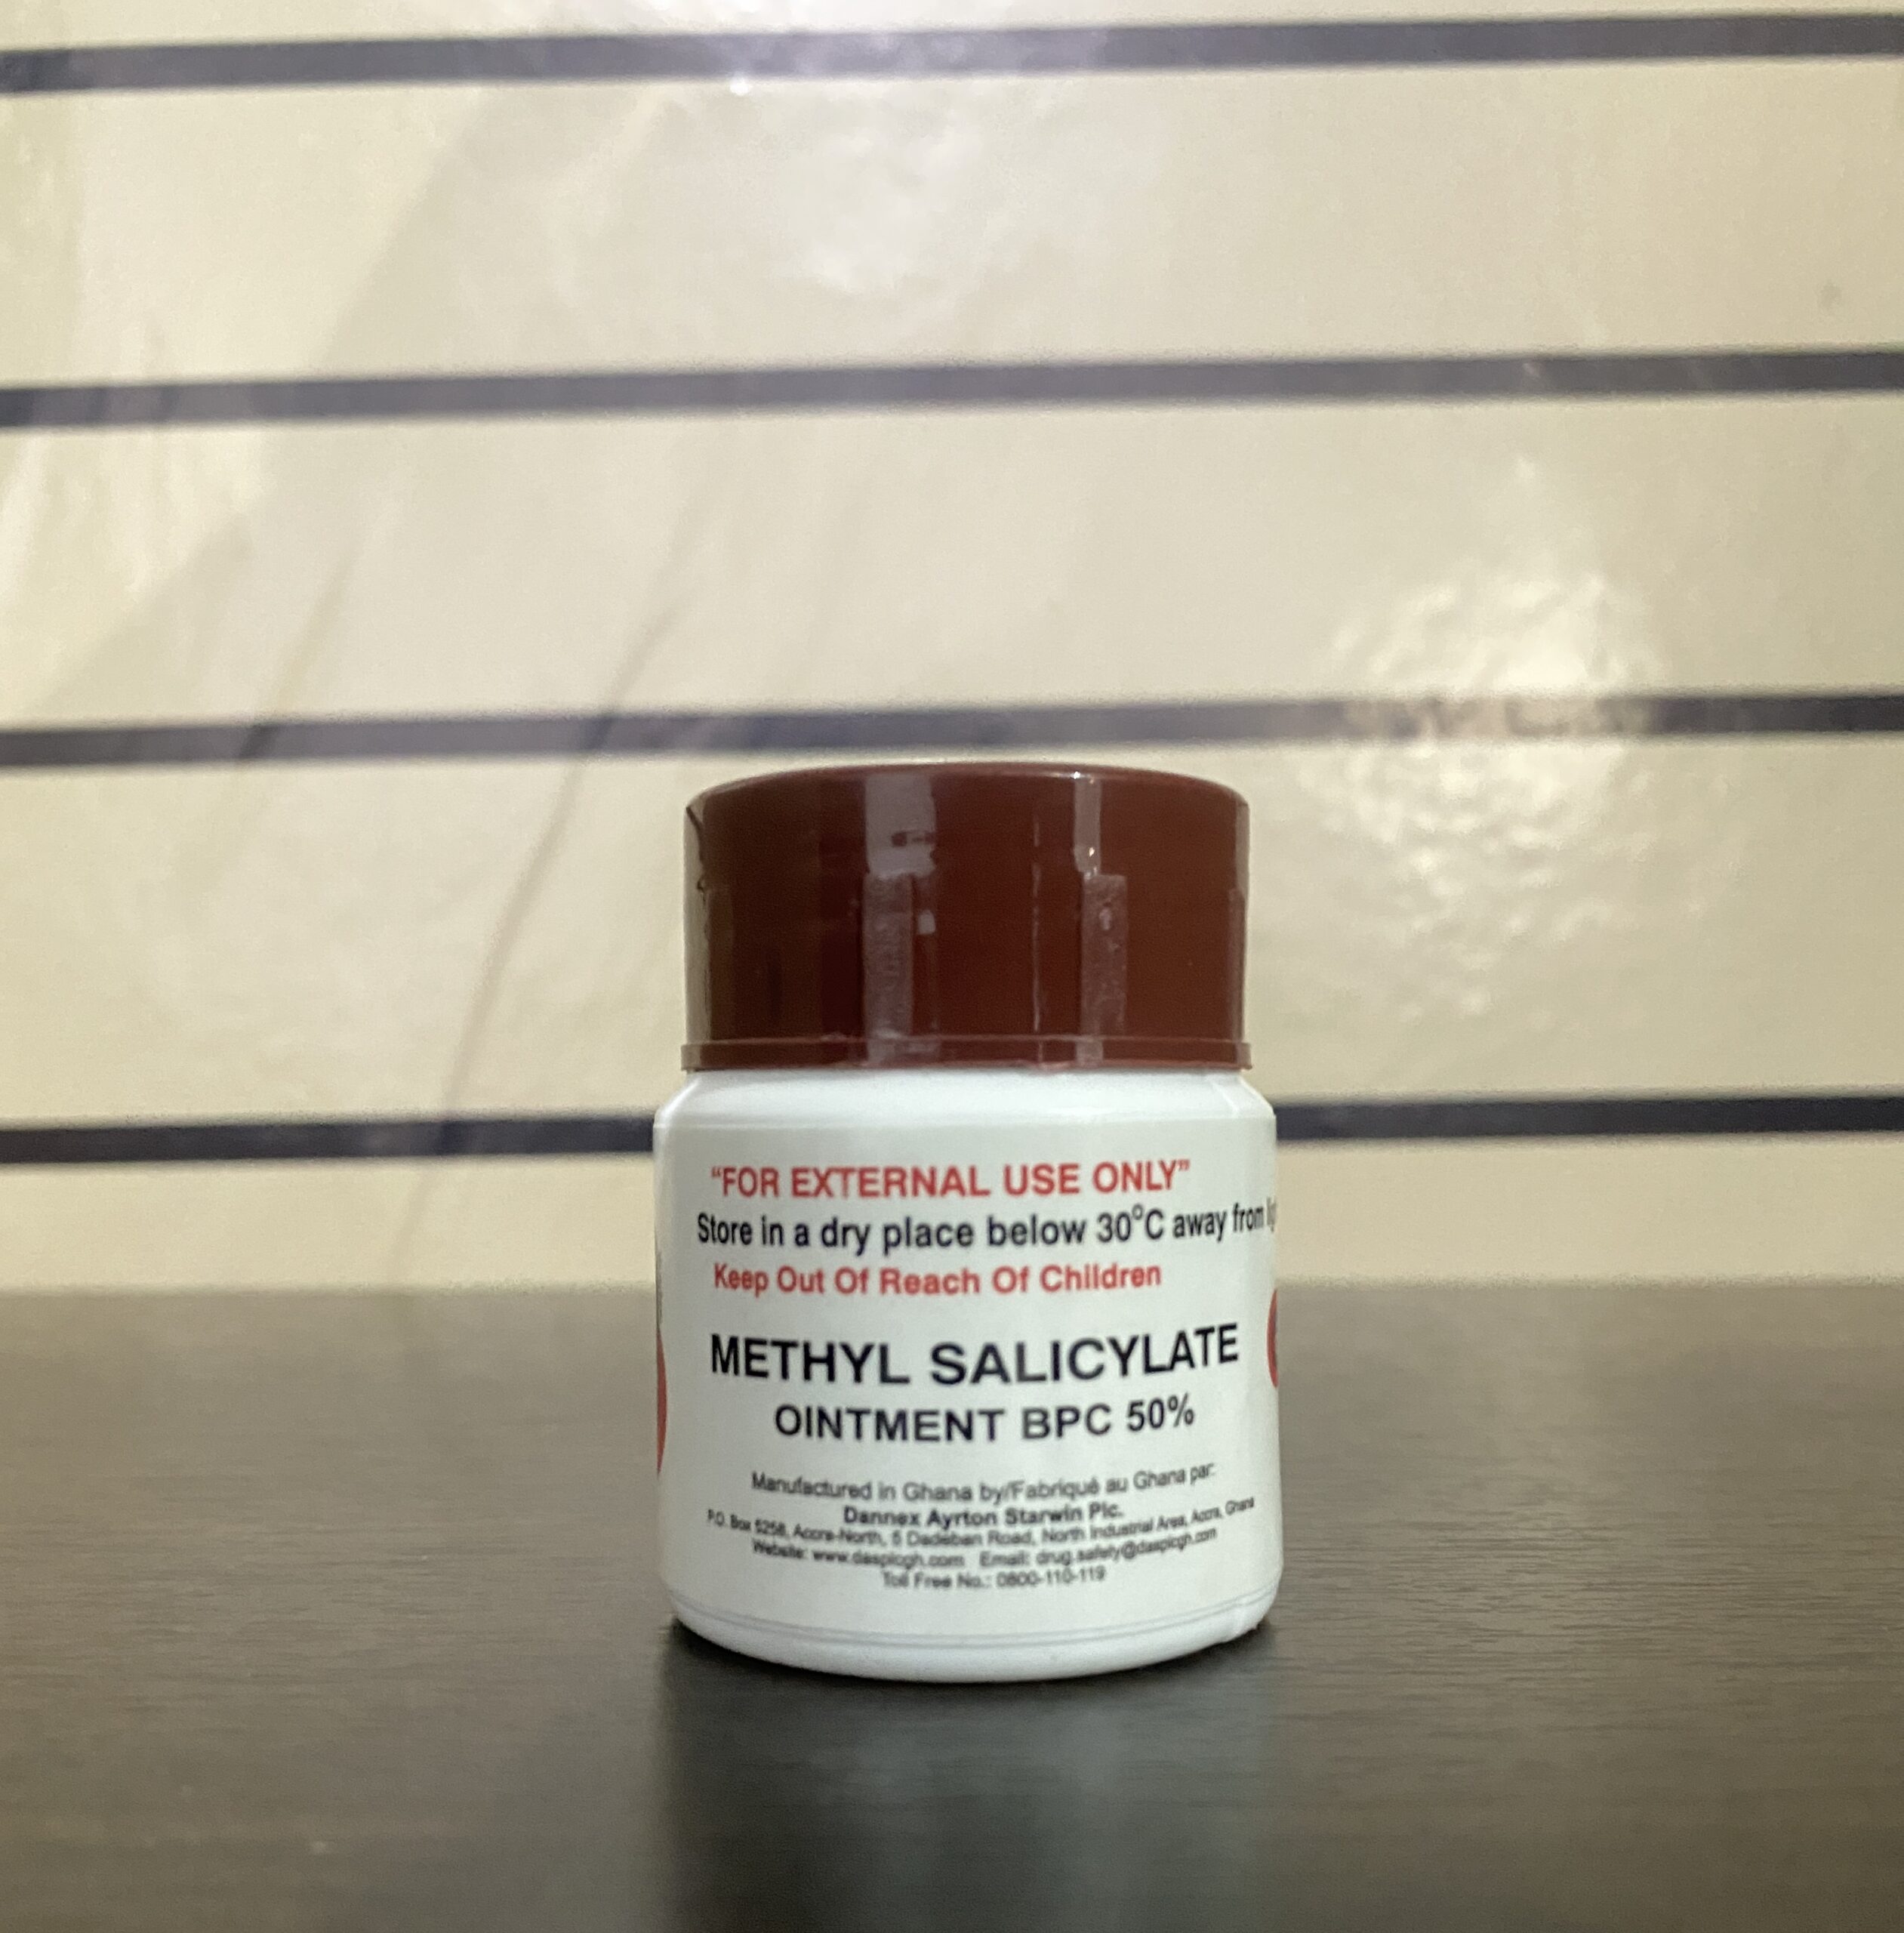 “FOR EXTERNAL USE ONLY”
Store in a dry place below 30°C away from
Keep Out Of Reach Of Children
METHYL SALICYLATE
OINTMENT BPC 50%
Manufactured in Ghana by/Fabriqué au Ghana par:
Dannex Ayrton Starwin Plc.
P.O. Box 5258, Accra-North, 5 Dadeban Road, North Industrial Area, Accra, Ghana
Website: www.dasplcgh.com Email: drug.safety@dasplcgh.com
Toll Free No.: 0800-110-119